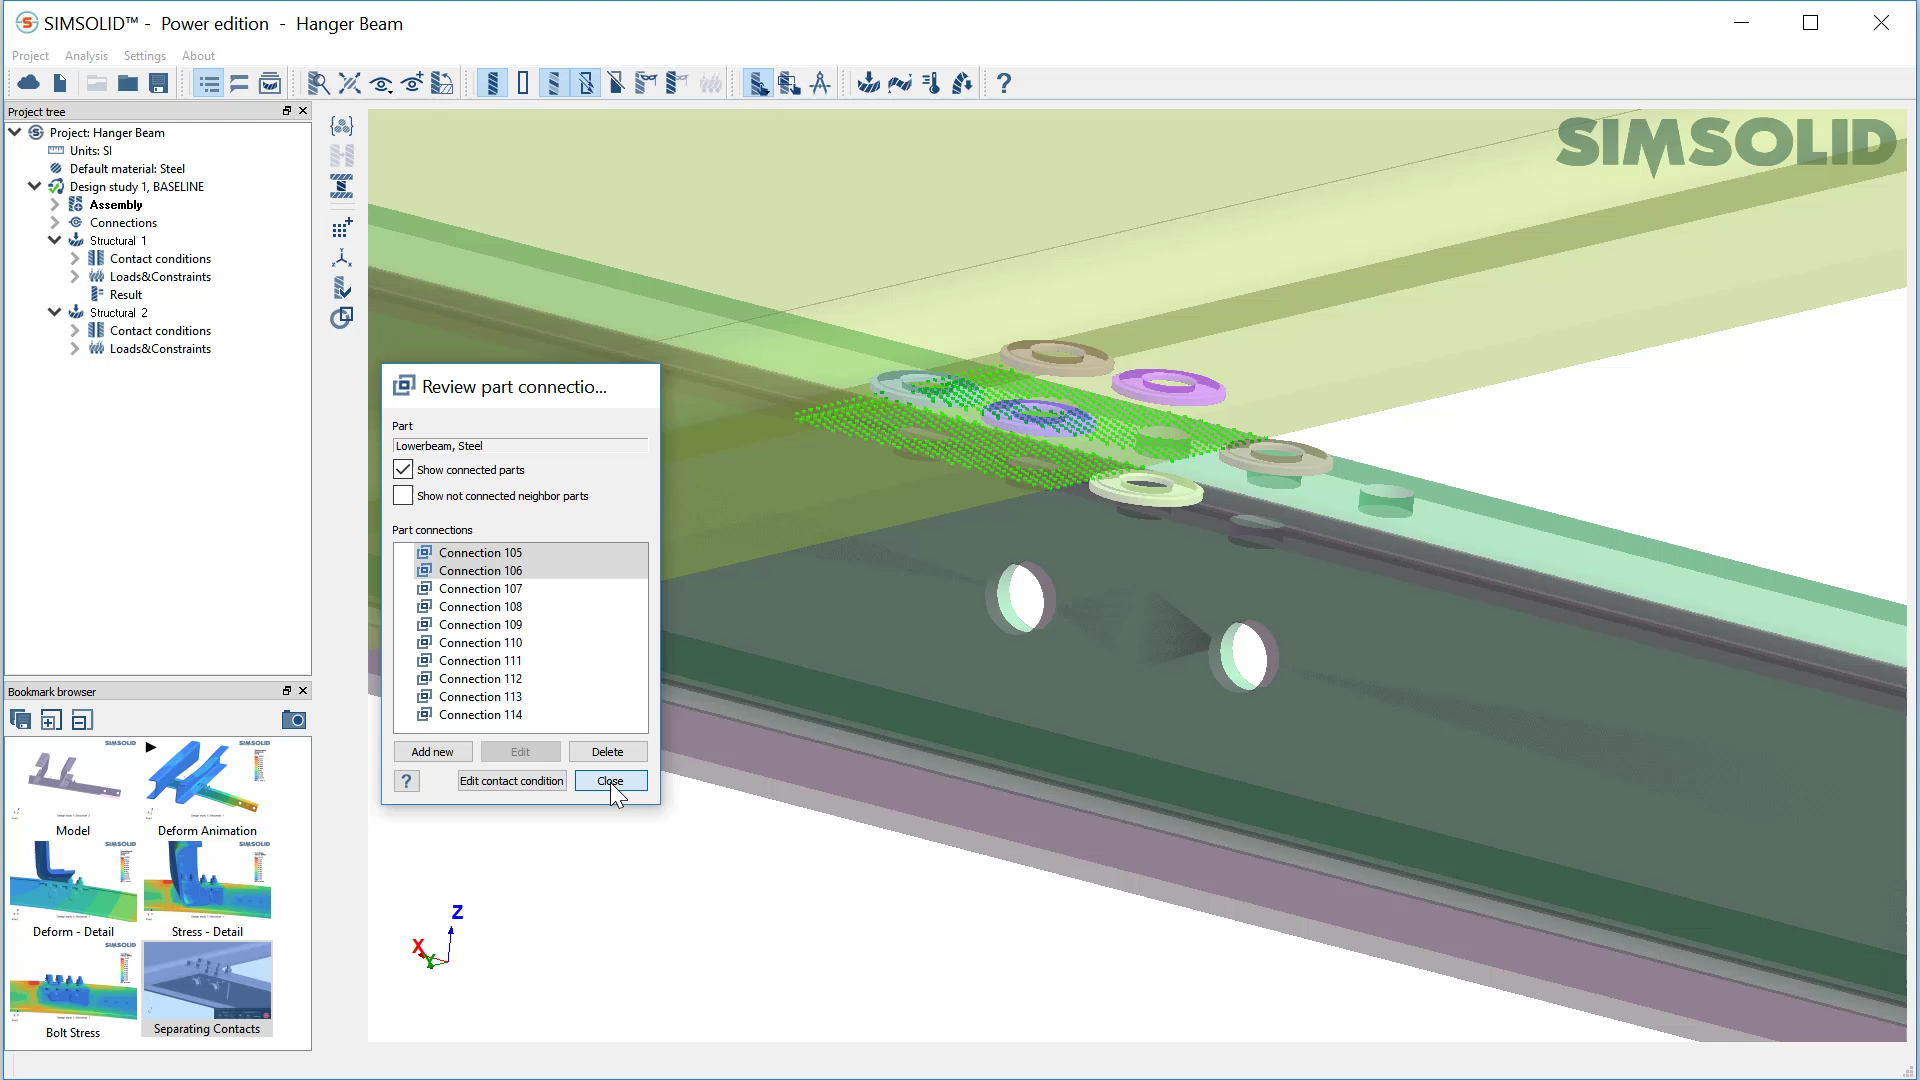 SIMSOLID™ - Power edition - Hanger Beam
Project Analysis Settings About
Project tree
Project: Hanger Beam
Units: SI
Default material: Steel
Design study 1, BASELINE
Assembly
Connections
Structural 1
Contact conditions
Loads&Constraints
Result
Structural 2
Contact conditions
Loads&Constraints
SIMSOLID
Review part connectio...
Part
Lowerbeam, Steel
Show connected parts
Show not connected neighbor parts
Part connections
Connection 105
Connection 106
Connection 107
Connection 108
Connection 109
Connection 110
Connection 111
Connection 112
Connection 113
Connection 114
Add new Edit Delete
? Edit contact condition Close
Bookmark browser
SIMSOLID SIMSOLID
Model Deform Animation
SIMSOLID SIMSOLID
Deform - Detail Stress - Detail
SIMSOLID
Bolt Stress Separating Contacts
Z
X
Y